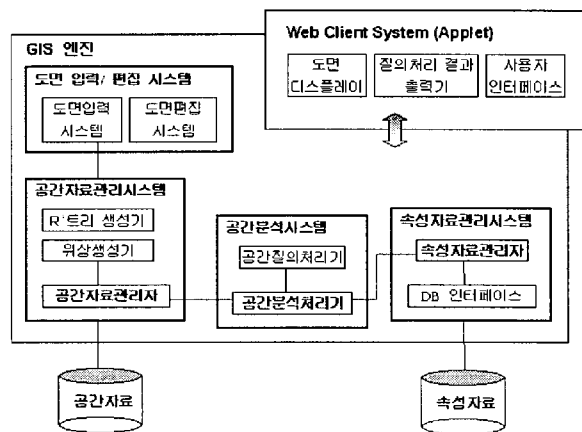 Web Client System (Applet)
도면
디스플레이
질의처리 결과
출력기
사용자
인터페이스
GIS 엔진
도면 입력/ 편집 시스템
도면입력
시스템
도면편집
시스템
공간자료관리시스템
R*트리 생성기
위상생성기
공간자료관리자
공간분석시스템
공간질의처리기
공간분석처리기
속성자료관리시스템
속성자료관리자
DB 인터페이스
공간자료
속성자료